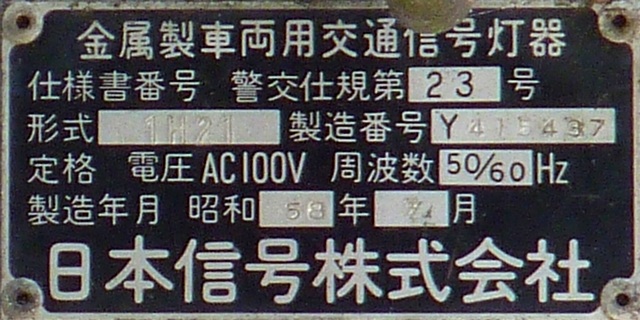 金属製車両用交通信号灯器
仕様書番号 警交仕規第23号
形式 1H21 製造番号 Y415437
定格 電圧AC100V 周波数50/60Hz
製造年月 昭和58年 月
日本信号株式会社